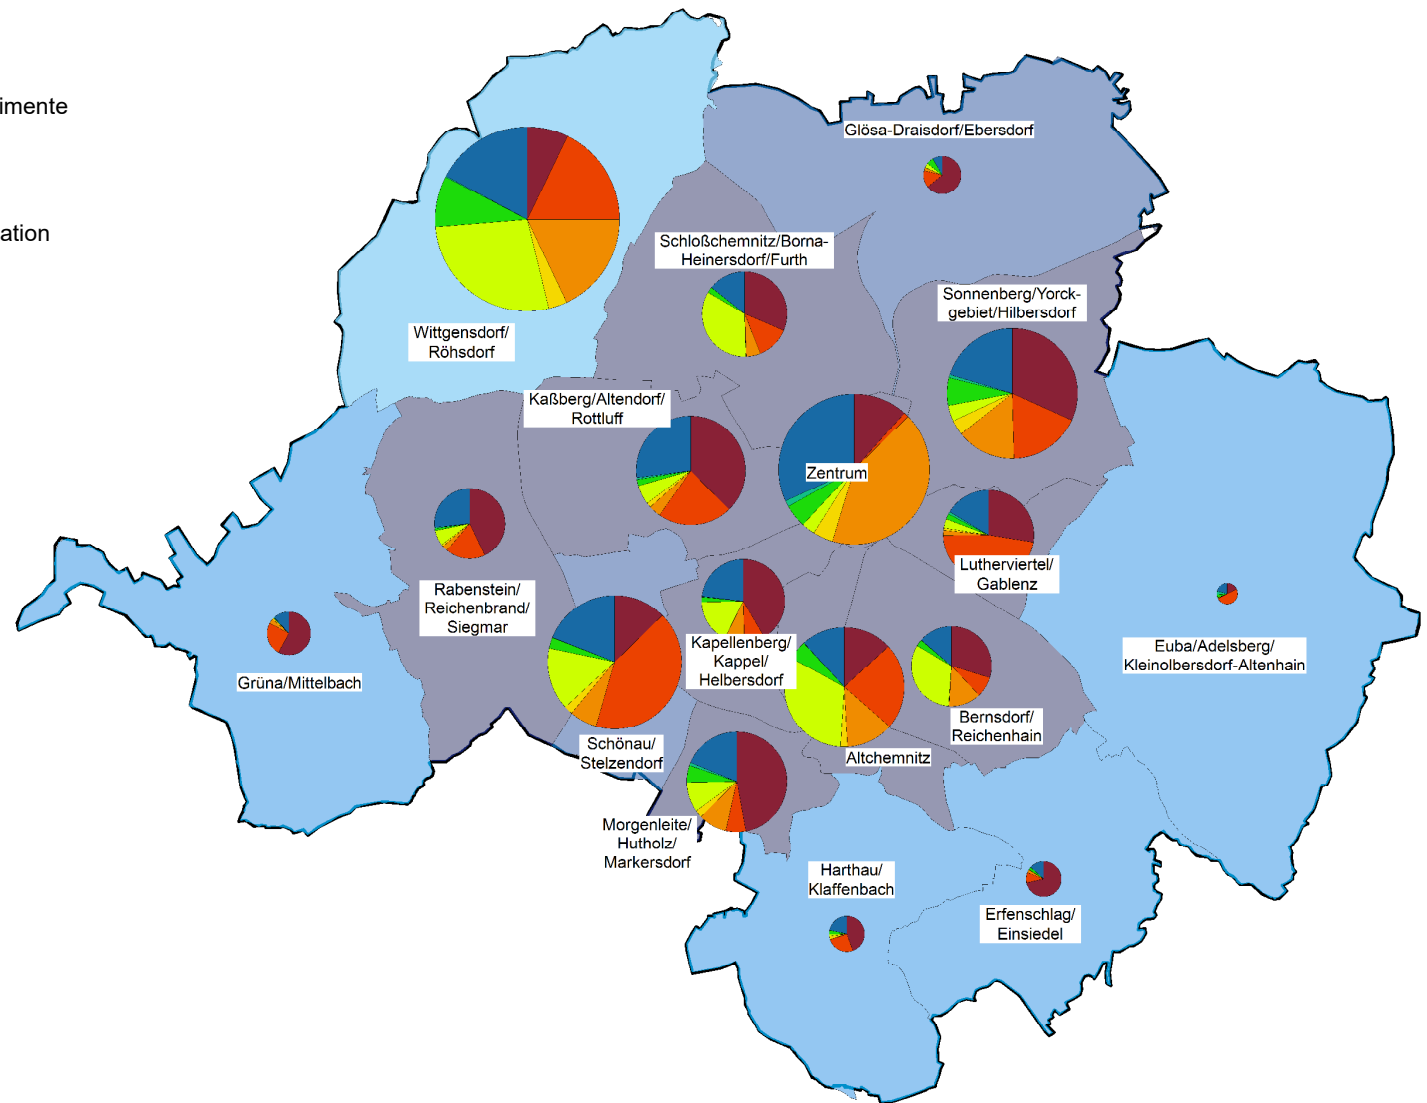 imente
ation
Glösa-Draisdorf/Ebersdorf
Schloßchemnitz/Borna-
Heinersdorf/Furth
Sonnenberg/Yorck-
gebiet/Hilbersdorf
Wittgensdorf/
Röhsdorf
Kaßberg/Altendorf/
Rottluff
Zentrum
Lutherviertel/
Gablenz
Rabenstein/
Reichenbrand/
Siegmar
Kapellenberg/
Kappel/
Helbersdorf
Euba/Adelsberg/
Kleinolbersdorf-Altenhain
Grüna/Mittelbach
Bernsdorf/
Reichenhain
Schönau/
Stelzendorf
Altchemnitz
Morgenleite/
Hutholz/
Markersdorf
Harthau/
Klaffenbach
Erfenschlag/
Einsiedel